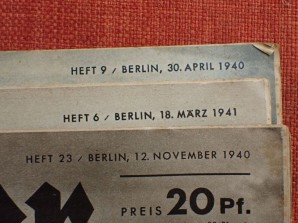 HEFT 9 / BERLIN, 30. APRIL 1940
HEFT 6 / BERLIN, 18. MÄRZ 1941
HEFT 23 / BERLIN, 12. NOVEMBER 1940
PREIS 20 Pf.